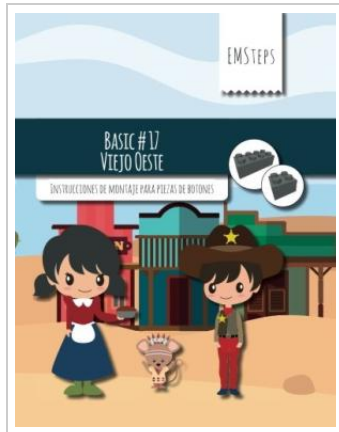 EMSTEPS
BASIC # 17
VIEJO OESTE
INSTRUCCIONES DE MONTAJE PARA PIEZAS DE BOTONES